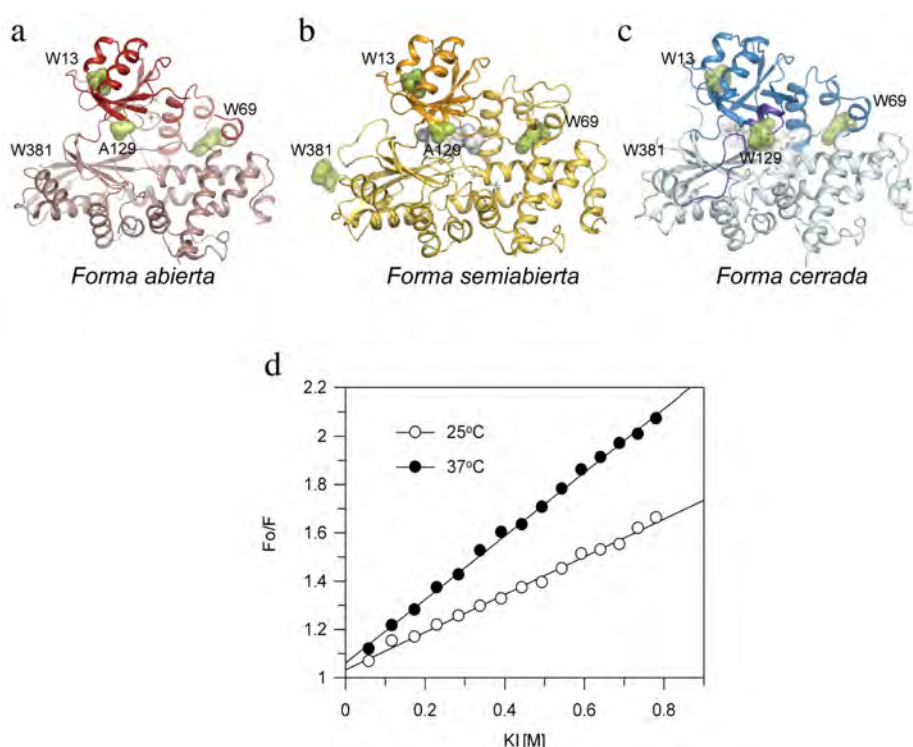 a
W13
W69
W381
A129
Forma abierta
b
W13
W69
W381
A129
Forma semiabierta
c
W13
W69
W381
W129
Forma cerrada
d
2.2
2
1.8
1.6
1.4
1.2
1
Fo/F
25°C
37°C
0
0.2
0.4
0.6
0.8
KI [M]